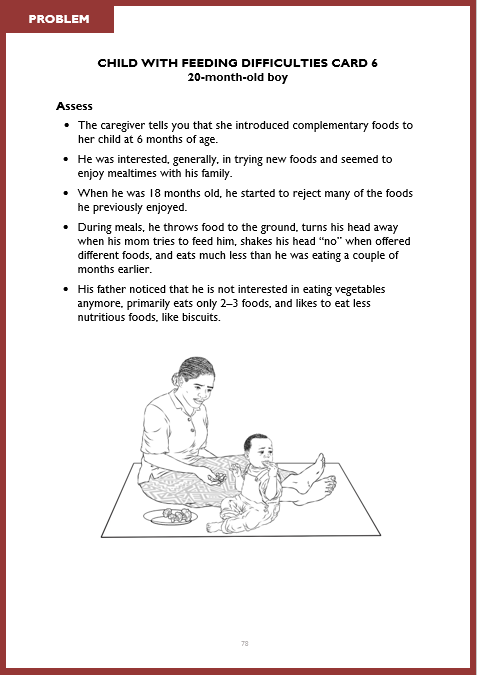 PROBLEM
CHILD WITH FEEDING DIFFICULTIES CARD 6
20-month-old boy
Assess
• The caregiver tells you that she introduced complementary foods to
her child at 6 months of age.
• He was interested, generally, in trying new foods and seemed to
enjoy mealtimes with his family.
• When he was 18 months old, he started to reject many of the foods
he previously enjoyed.
• During meals, he throws food to the ground, turns his head away
when his mom tries to feed him, shakes his head “no” when offered
different foods, and eats much less than he was eating a couple of
months earlier.
• His father noticed that he is not interested in eating vegetables
anymore, primarily eats only 2–3 foods, and likes to eat less
nutritious foods, like biscuits.
78